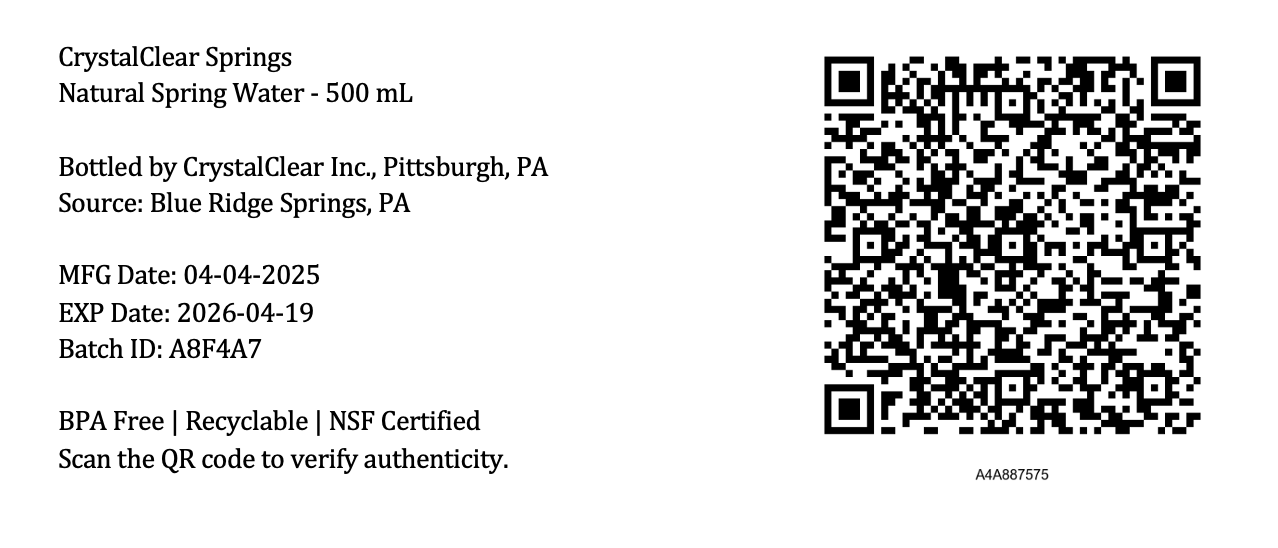 CrystalClear Springs
Natural Spring Water - 500 mL
Bottled by CrystalClear Inc., Pittsburgh, PA
Source: Blue Ridge Springs, PA
MFG Date: 04-04-2025
EXP Date: 2026-04-19
Batch ID: A8F4A7
BPA Free | Recyclable | NSF Certified
Scan the QR code to verify authenticity.
A4A887575